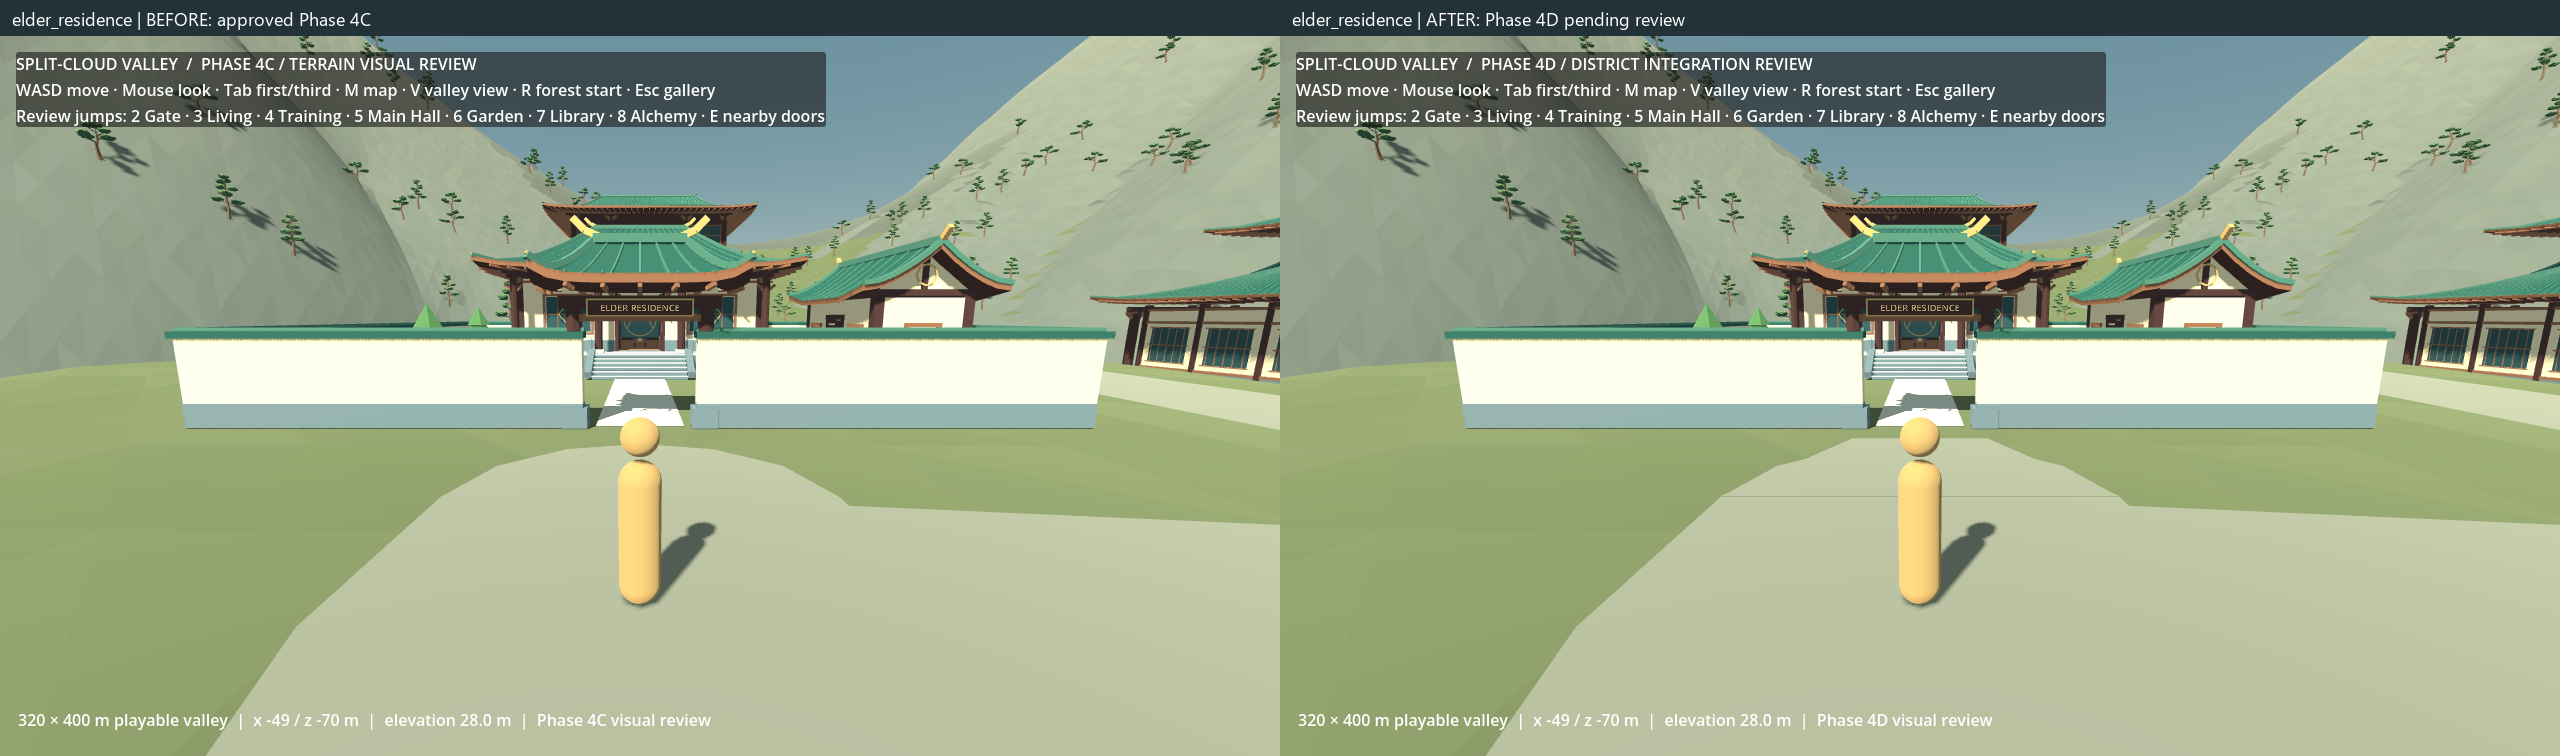 elder_residence | BEFORE: approved Phase 4C
SPLIT-CLOUD VALLEY / PHASE 4C / TERRAIN VISUAL REVIEW
WASD move · Mouse look · Tab first/third · M map · V valley view · R forest start · Esc gallery
Review jumps: 2 Gate · 3 Living · 4 Training · 5 Main Hall · 6 Garden · 7 Library · 8 Alchemy · E nearby doors
ELDER RESIDENCE
320 × 400 m playable valley | x -49 / z -70 m | elevation 28.0 m | Phase 4C visual review
elder_residence | AFTER: Phase 4D pending review
SPLIT-CLOUD VALLEY / PHASE 4D / DISTRICT INTEGRATION REVIEW
WASD move · Mouse look · Tab first/third · M map · V valley view · R forest start · Esc gallery
Review jumps: 2 Gate · 3 Living · 4 Training · 5 Main Hall · 6 Garden · 7 Library · 8 Alchemy · E nearby doors
ELDER RESIDENCE
320 × 400 m playable valley | x -49 / z -70 m | elevation 28.0 m | Phase 4D visual review